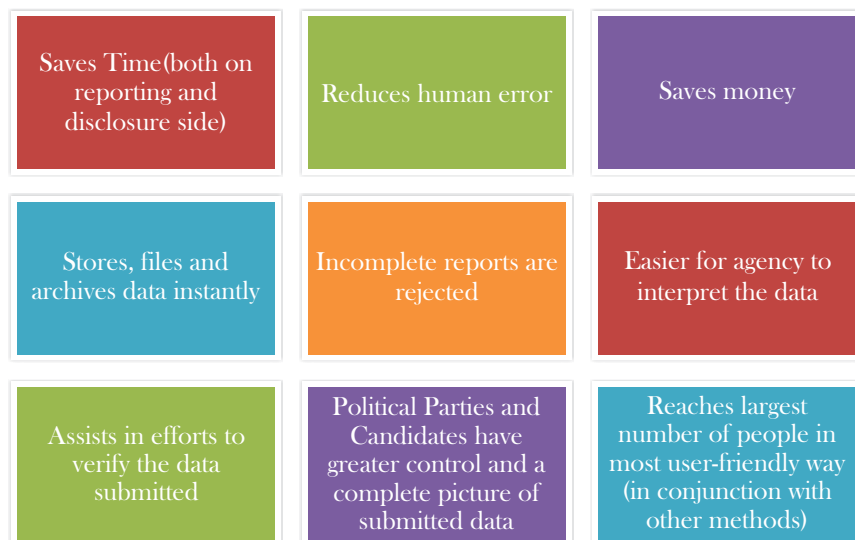 Saves Time(both on
reporting and
disclosure side)
Reduces human error
Saves money
Stores, files and
archives data instantly
Incomplete reports are
rejected
Easier for agency to
interpret the data
Assists in efforts to
verify the data
submitted
Political Parties and
Candidates have
greater control and a
complete picture of
submitted data
Reaches largest
number of people in
most user-friendly way
(in conjunction with
other methods)